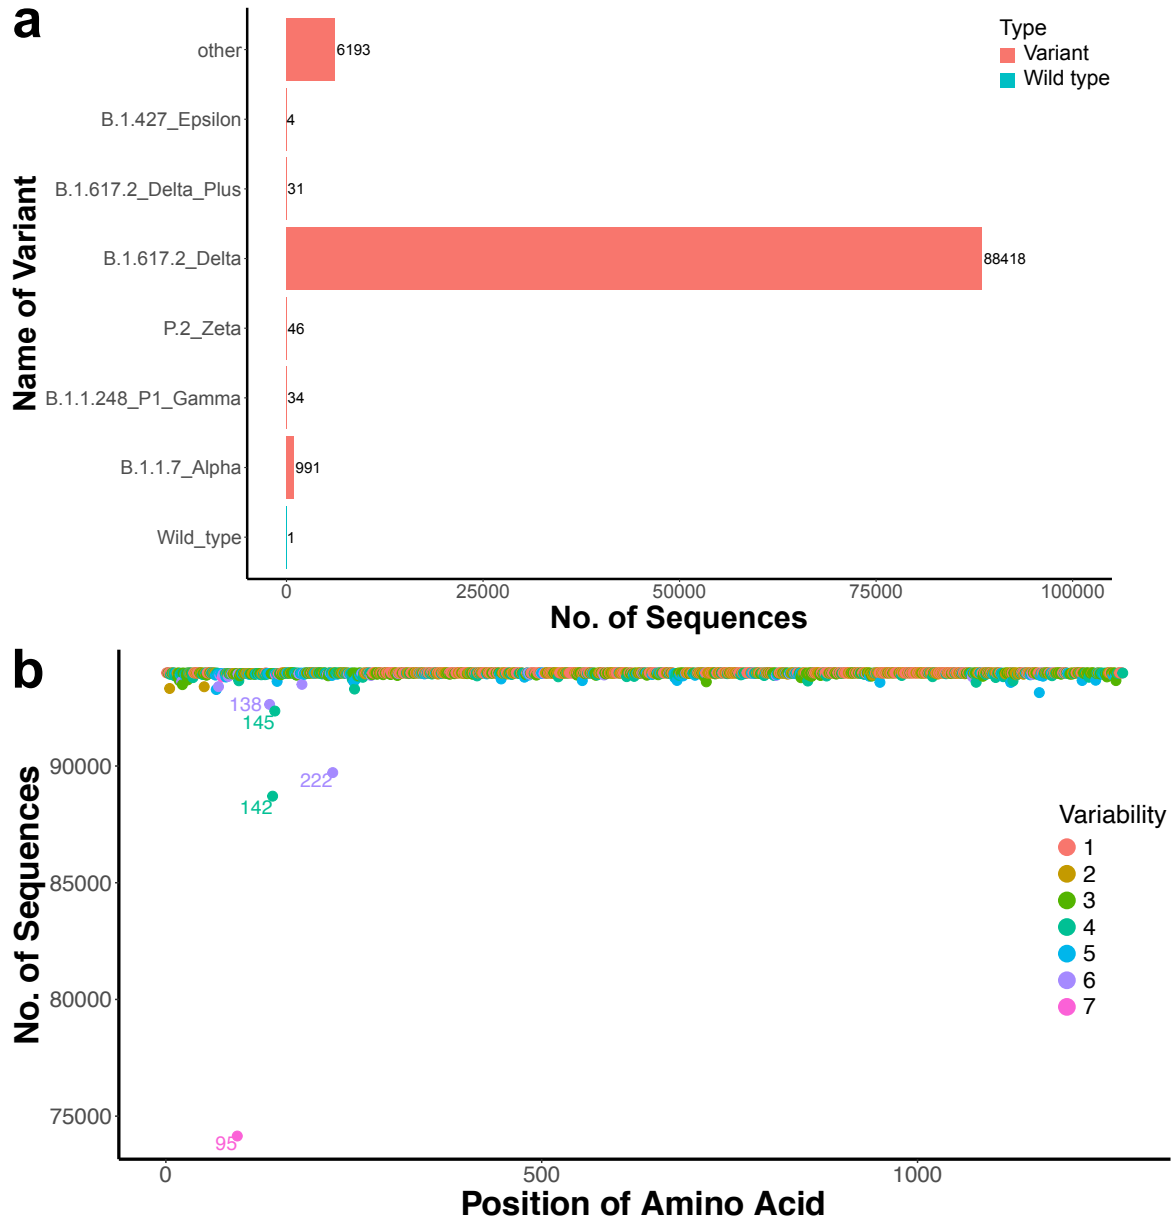 a
Type
Variant
Wild type
Name of Variant
other
6193
B.1.427_Epsilon
4
B.1.617.2_Delta_Plus
31
B.1.617.2_Delta
88418
P.2_Zeta
46
B.1.1.248_P1_Gamma
34
B.1.1.7_Alpha
991
Wild_type
1
0 25000 50000 75000 100000
No. of Sequences
b
No. of Sequences
90000
85000
80000
75000
138
145
222
142
95
Variability
1
2
3
4
5
6
7
0 500 1000
Position of Amino Acid